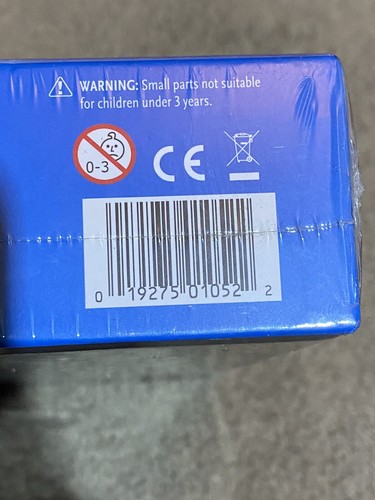 WARNING: Small parts not suitable
for children under 3 years.
0-3
CE
0 19275 01052 2